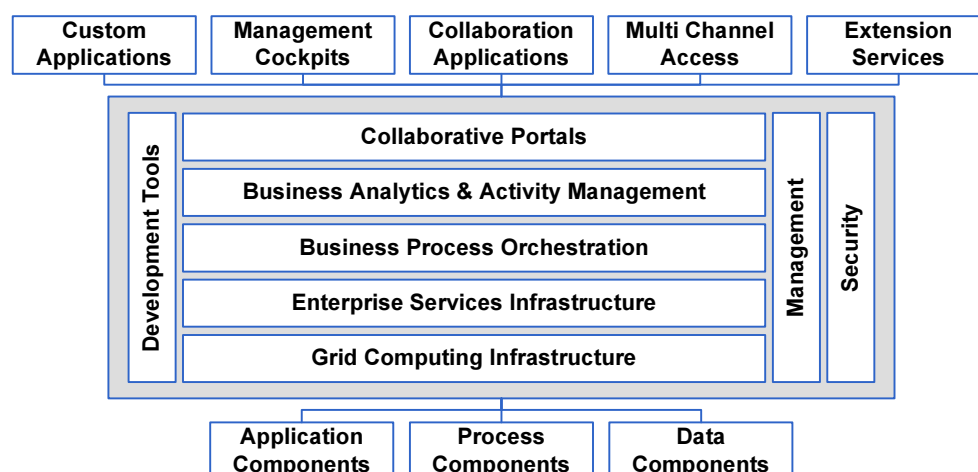 Custom
Applications
Management
Cockpits
Collaboration
Applications
Multi Channel
Access
Extension
Services
Development Tools
Collaborative Portals
Business Analytics & Activity Management
Business Process Orchestration
Enterprise Services Infrastructure
Grid Computing Infrastructure
Management
Security
Application
Components
Process
Components
Data
Components